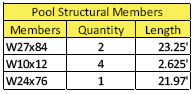 Pool Structural Members
Members Quantity Length
W27x84 2 23.25'
W10x12 4 2.625'
W24x76 1 21.97'